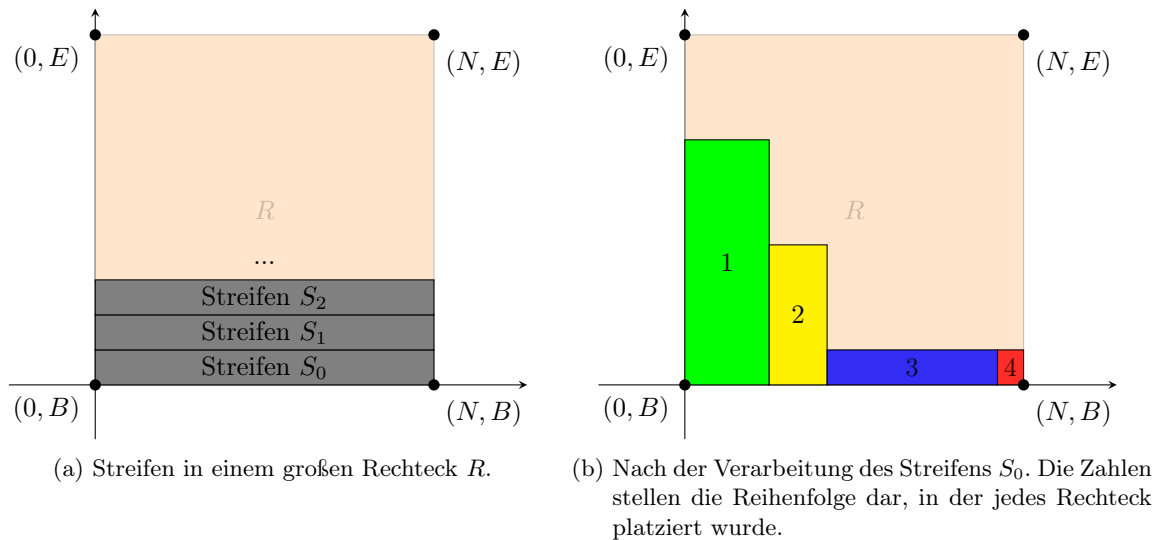 (0, E)
(N, E)
R
...
Streifen S₂
Streifen S₁
Streifen S₀
(0, B)
(N, B)
(a) Streifen in einem großen Rechteck R.
(0, E)
(N, E)
R
1
2
3
4
(0, B)
(N, B)
(b) Nach der Verarbeitung des Streifens S₀. Die Zahlen
stellen die Reihenfolge dar, in der jedes Rechteck
platziert wurde.